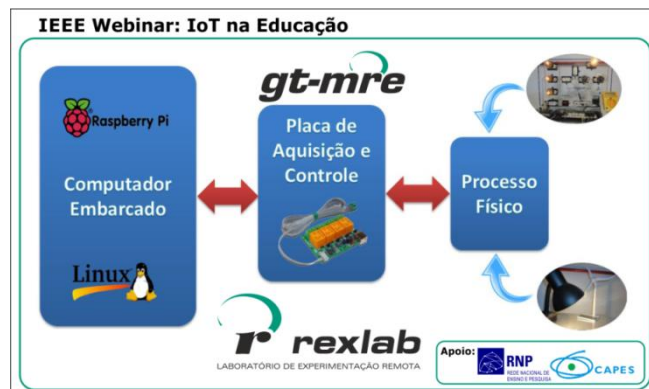 IEEE Webinar: IoT na Educação
gt-mre
Raspberry Pi
Computador
Embarcado
Linux
Placa de
Aquisição e
Controle
Processo
Físico
r rexlab
LABORATÓRIO DE EXPERIMENTAÇÃO REMOTA
Apoio:
RNP
REDE NACIONAL DE
ENSINO E PESQUISA
CAPES